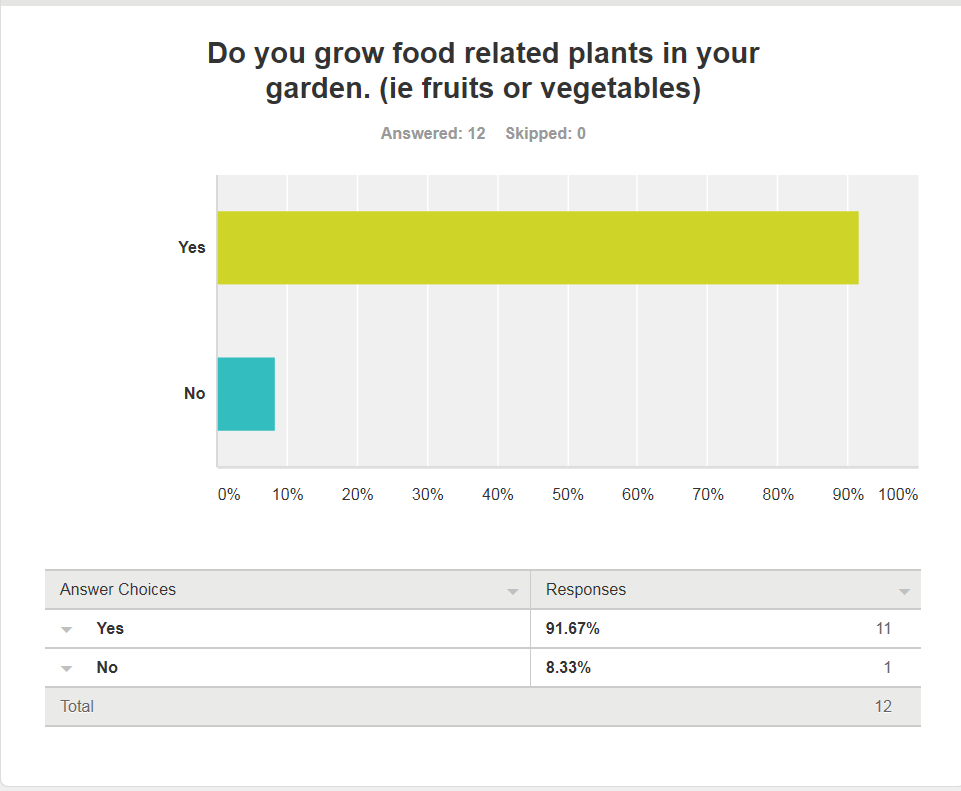 Do you grow food related plants in your
garden. (ie fruits or vegetables)
Answered: 12 Skipped: 0
Yes
No
0% 10% 20% 30% 40% 50% 60% 70% 80% 90% 100%
Answer Choices Responses
Yes 91.67% 11
No 8.33% 1
Total 12